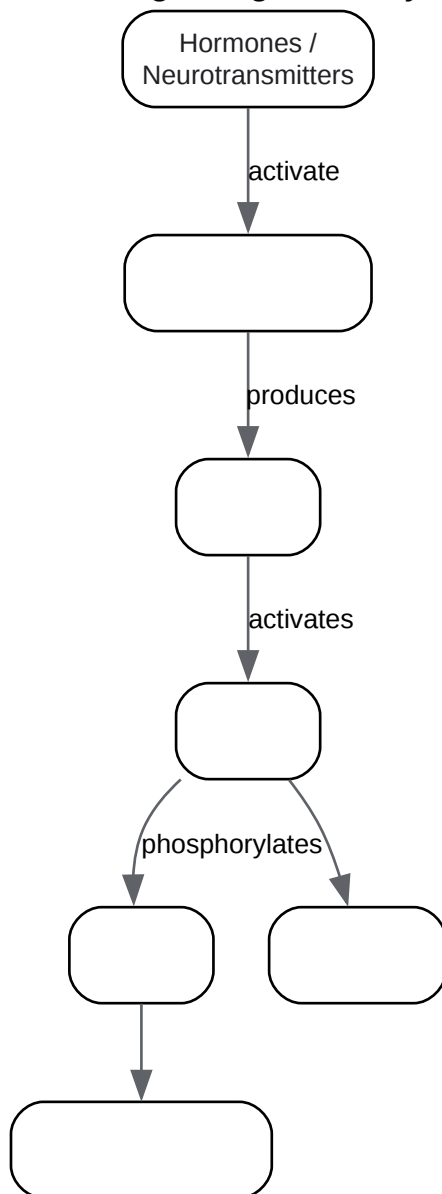 Hormones /
Neurotransmitters
activate
produces
activates
phosphorylates